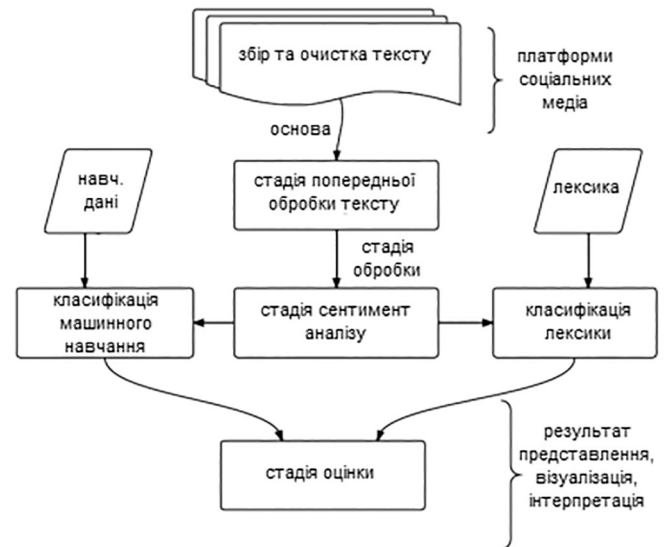 збір та очистка тексту
платформи
соціальних
медіа
основа
навч.
дані
стадія попередньої
обробки тексту
лексика
стадія
обробки
класифікація
машинного
навчання
стадія сентимент
аналізу
класифікація
лексики
стадія оцінки
результат
представлення,
візуалізація,
інтерпретація